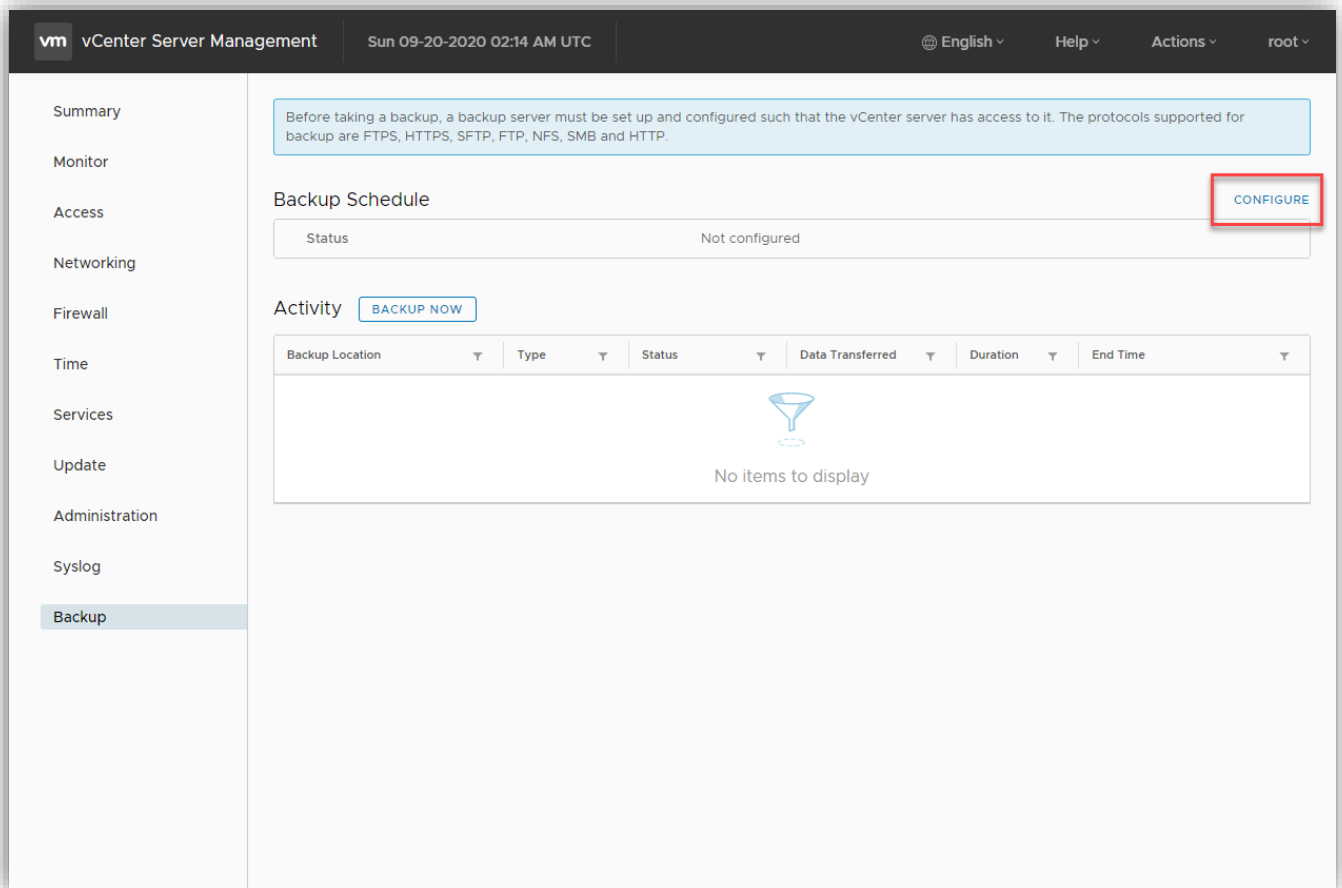 vm vCenter Server Management Sun 09-20-2020 02:14 AM UTC English Help Actions root
Summary
Monitor
Access
Networking
Firewall
Time
Services
Update
Administration
Syslog
Backup
Before taking a backup, a backup server must be set up and configured such that the vCenter server has access to it. The protocols supported for
backup are FTPS, HTTPS, SFTP, FTP, NFS, SMB and HTTP.
Backup Schedule CONFIGURE
Status Not configured
Activity BACKUP NOW
Backup Location Type Status Data Transferred Duration End Time
No items to display